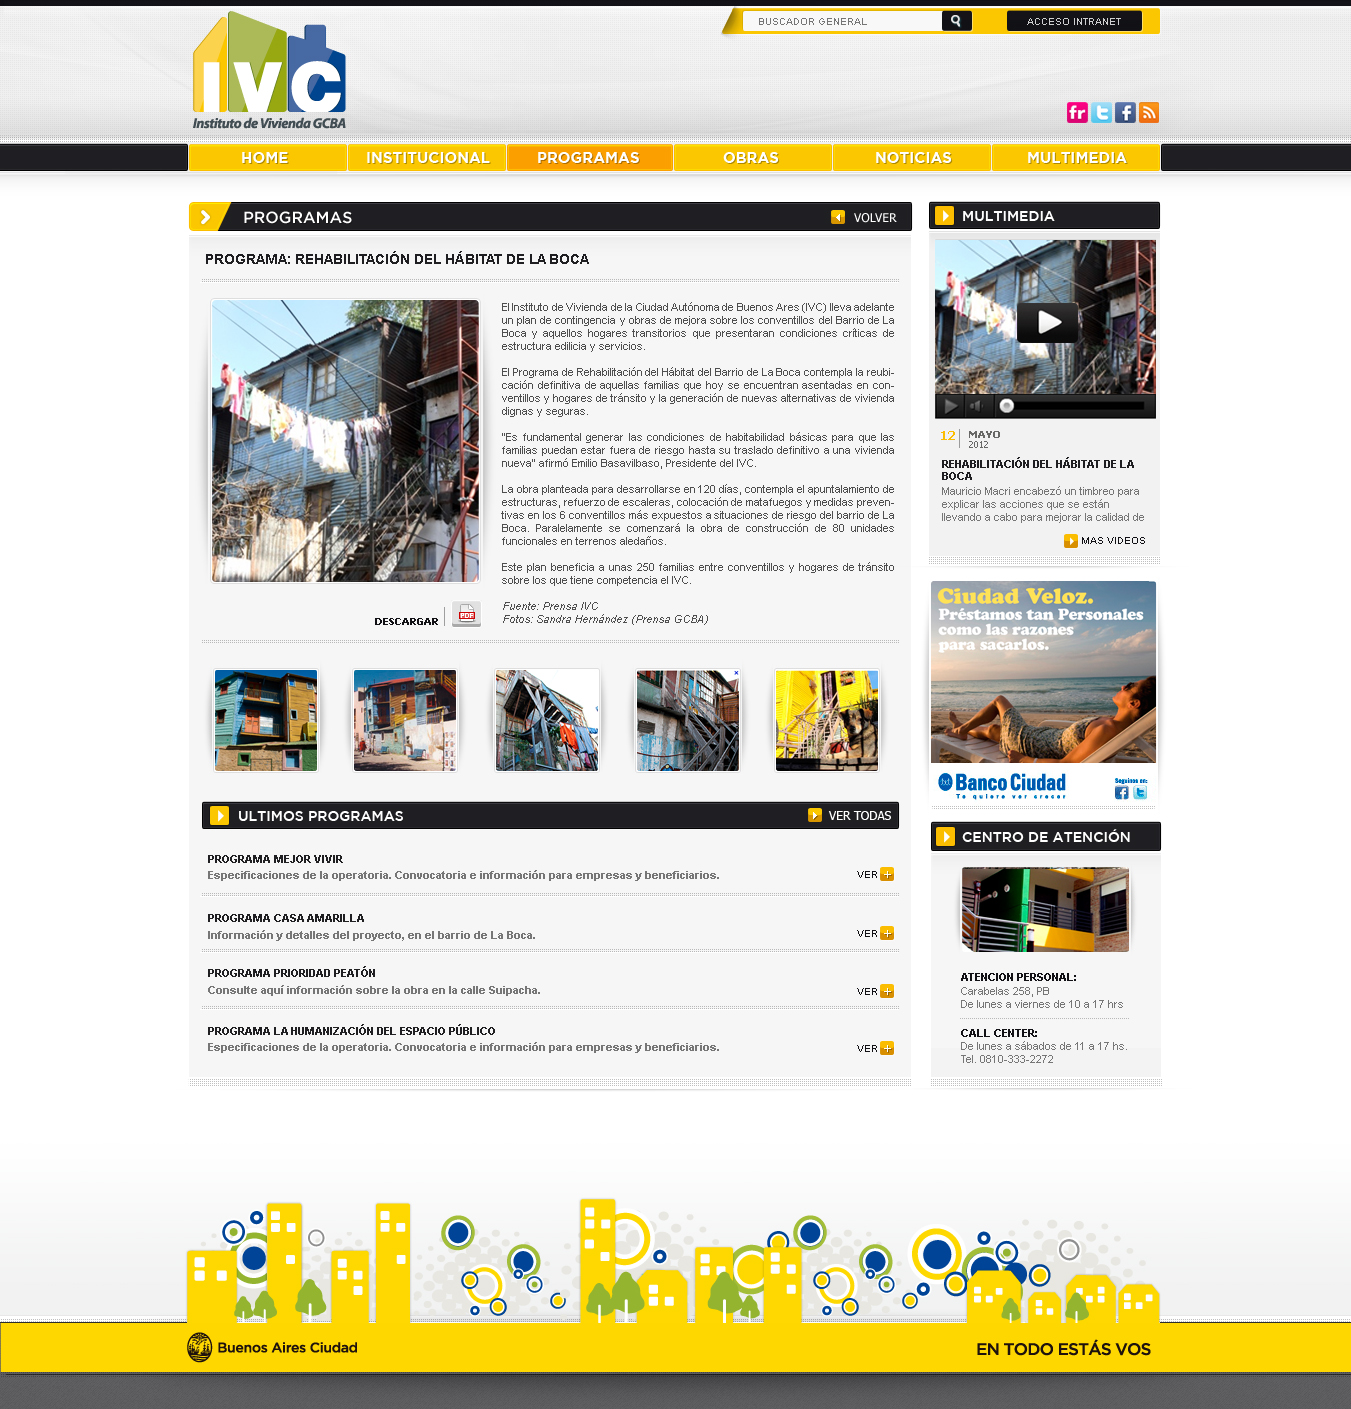 BUSCADOR GENERAL
ACCESO INTRANET
IVC
Instituto de Vivienda GCBA
fr
HOME
INSTITUCIONAL
PROGRAMAS
OBRAS
NOTICIAS
MULTIMEDIA
PROGRAMAS
VOLVER
PROGRAMA: REHABILITACIÓN DEL HÁBITAT DE LA BOCA
El Instituto de Vivienda de la Ciudad Autónoma de Buenos Ares (IVC) lleva adelante
un plan de contingencia y obras de mejora sobre los conventillos del Barrio de La
Boca y aquellos hogares transitorios que presentaran condiciones críticas de
estructura edilicia y servicios.
El Programa de Rehabilitación del Hábitat del Barrio de La Boca contempla la reubi-
cación definitiva de aquellas familias que hoy se encuentran asentadas en con-
ventillos y hogares de tránsito y la generación de nuevas alternativas de vivienda
dignas y seguras.
"Es fundamental generar las condiciones de habitabilidad básicas para que las
familias puedan estar fuera de riesgo hasta su traslado definitivo a una vivienda
nueva" afirmó Emilio Basavilbaso, Presidente del IVC.
La obra planteada para desarrollarse en 120 días, contempla el apuntalamiento de
estructuras, refuerzo de escaleras, colocación de matafuegos y medidas preven-
tivas en los 6 conventillos más expuestos a situaciones de riesgo del barrio de La
Boca. Paralelamente se comenzará la obra de construcción de 80 unidades
funcionales en terrenos aledaños.
Este plan beneficia a unas 250 familias entre conventillos y hogares de tránsito
sobre los que tiene competencia el IVC.
Fuente: Prensa IVC
Fotos: Sandra Hernández (Prensa GCBA)
DESCARGAR
PDF
ULTIMOS PROGRAMAS
VER TODAS
PROGRAMA MEJOR VIVIR
Especificaciones de la operatoria. Convocatoria e información para empresas y beneficiarios.
VER
PROGRAMA CASA AMARILLA
Información y detalles del proyecto, en el barrio de La Boca.
VER
PROGRAMA PRIORIDAD PEATÓN
Consulte aquí información sobre la obra en la calle Suipacha.
VER
PROGRAMA LA HUMANIZACIÓN DEL ESPACIO PÚBLICO
Especificaciones de la operatoria. Convocatoria e información para empresas y beneficiarios.
VER
MULTIMEDIA
12
MAYO
2012
REHABILITACIÓN DEL HÁBITAT DE LA
BOCA
Mauricio Macri encabezó un timbreo para
explicar las acciones que se están
llevando a cabo para mejorar la calidad de
MAS VIDEOS
Ciudad Veloz.
Préstamos tan Personales
como las razones
para sacarlos.
Banco Ciudad
Te quiere ver crecer
Seguinos en:
CENTRO DE ATENCIÓN
ATENCION PERSONAL:
Carabelas 258, PB
De lunes a viernes de 10 a 17 hrs
CALL CENTER:
De lunes a sábados de 11 a 17 hs.
Tel. 0810-333-2272
Buenos Aires Ciudad
EN TODO ESTÁS VOS